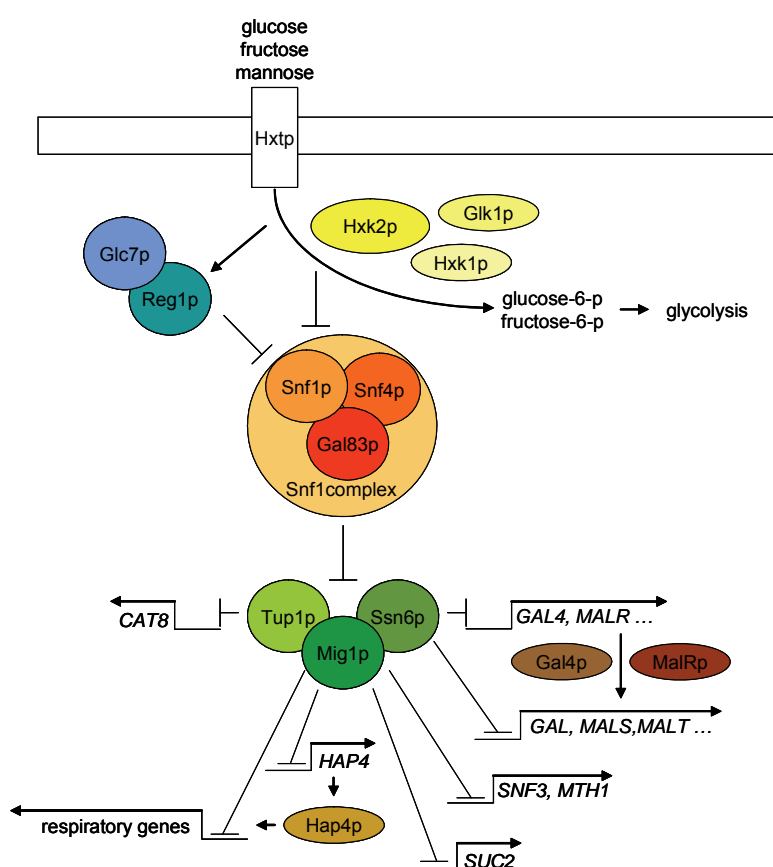 glucose
fructose
mannose
Hxtp
Glk1p
Hxk2p
Hxk1p
Glc7p
Reg1p
glucose-6-p
fructose-6-p
glycolysis
Snf1p
Snf4p
Gal83p
Snf1complex
CAT8
Tup1p
Ssn6p
Mig1p
GAL4, MALR ...
Gal4p
MalRp
GAL, MALS,MALT ...
HAP4
SNF3, MTH1
respiratory genes
Hap4p
SUC2